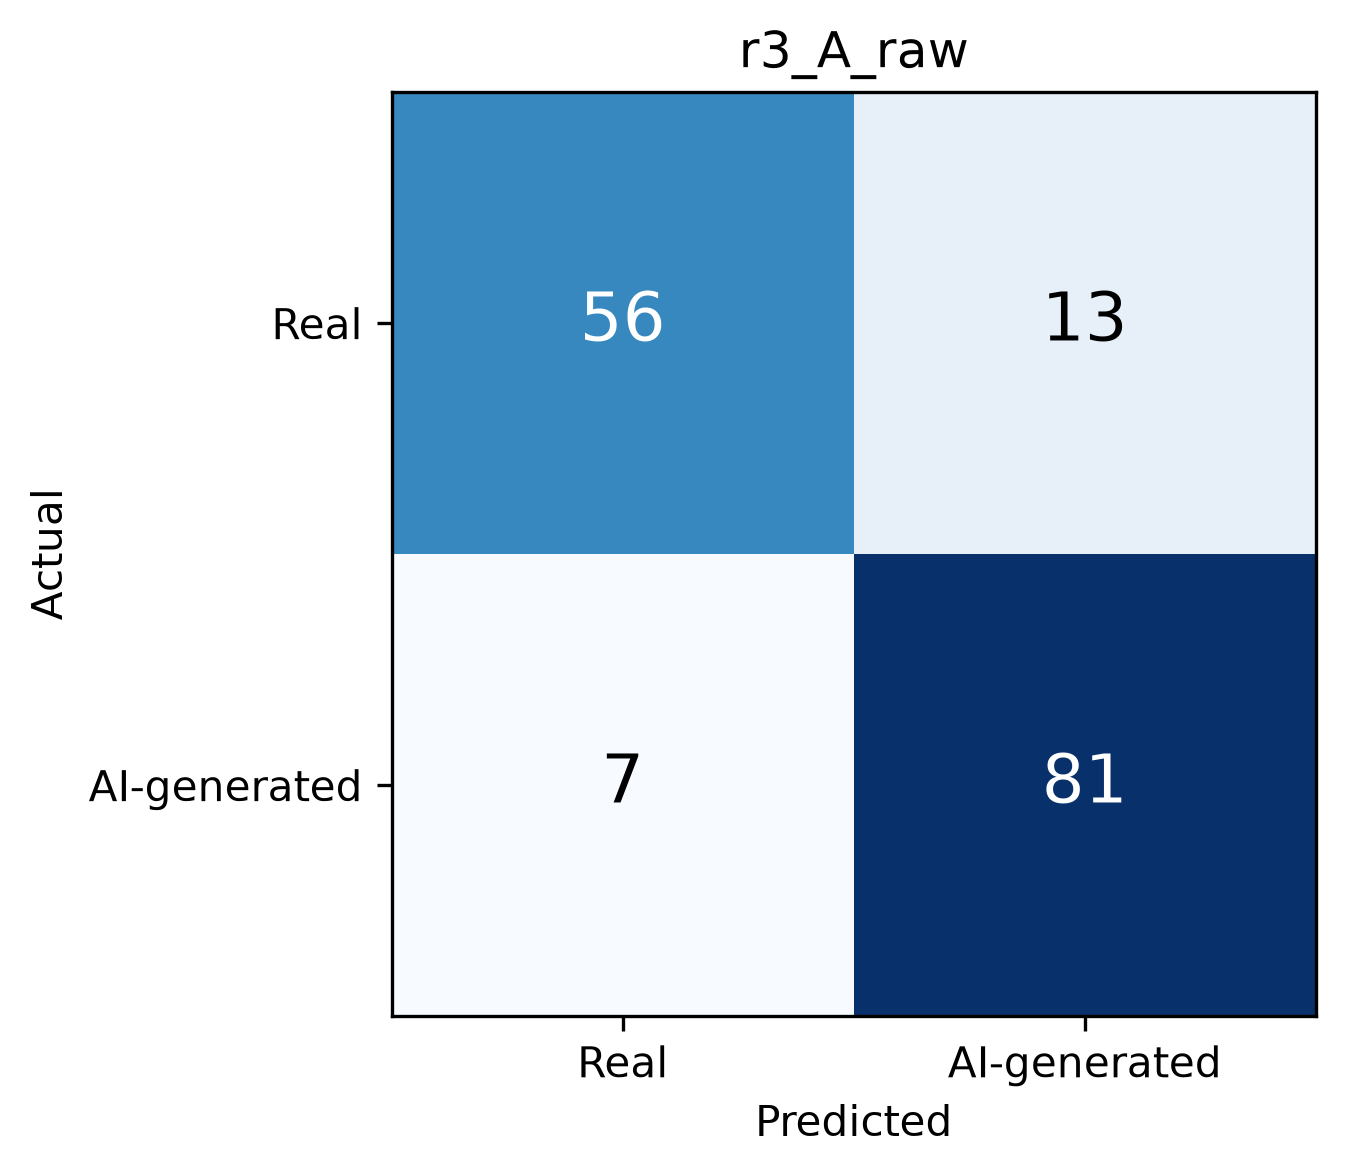 r3_A_raw
Real
56
13
Actual
AI-generated
7
81
Real
AI-generated
Predicted